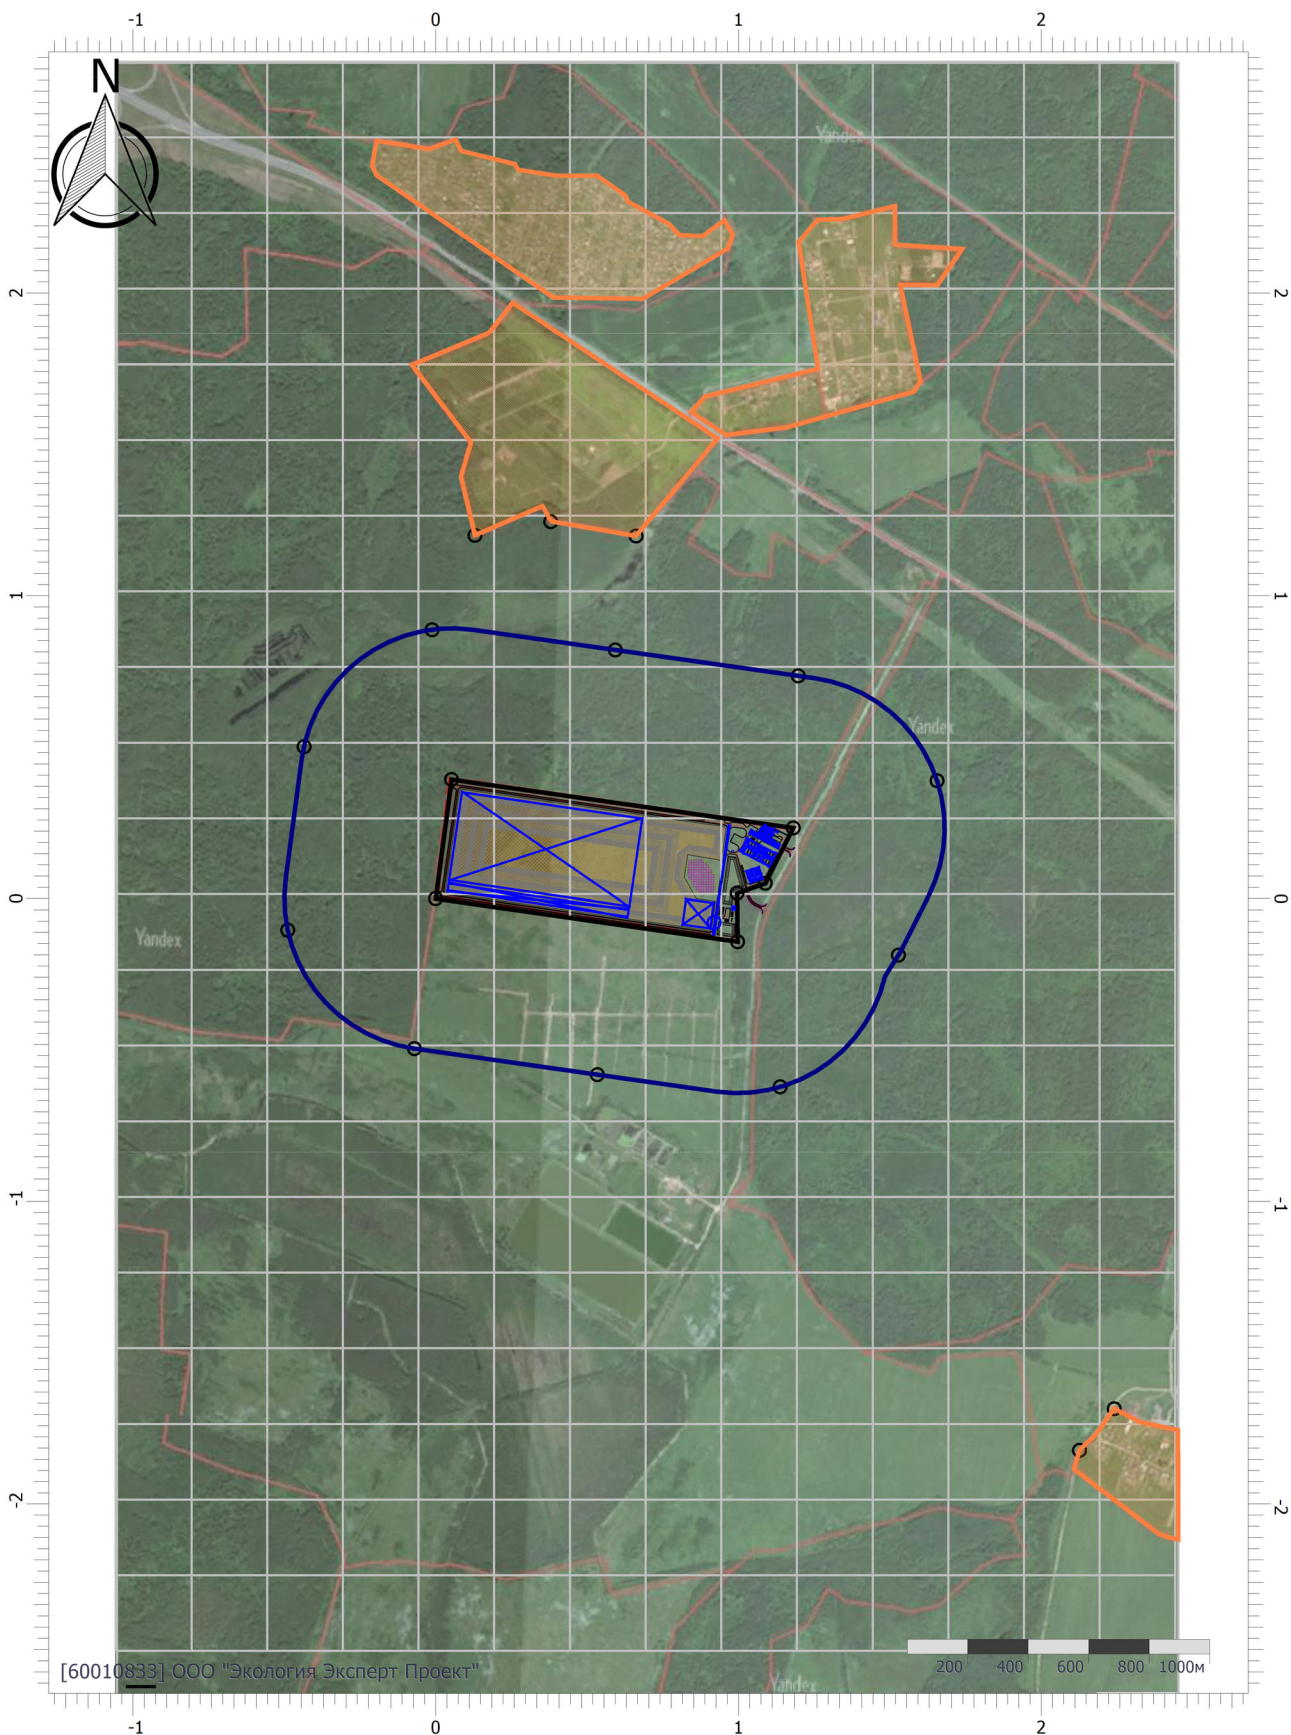 -1 0 1 2
N
Yandex
2 2
1 1
Yandex
0 0
Yandex
-1 -1
-2 -2
200 400 600 800 1000м
[60010833] ООО "Экология Эксперт Проект"
Yandex
-1 0 1 2